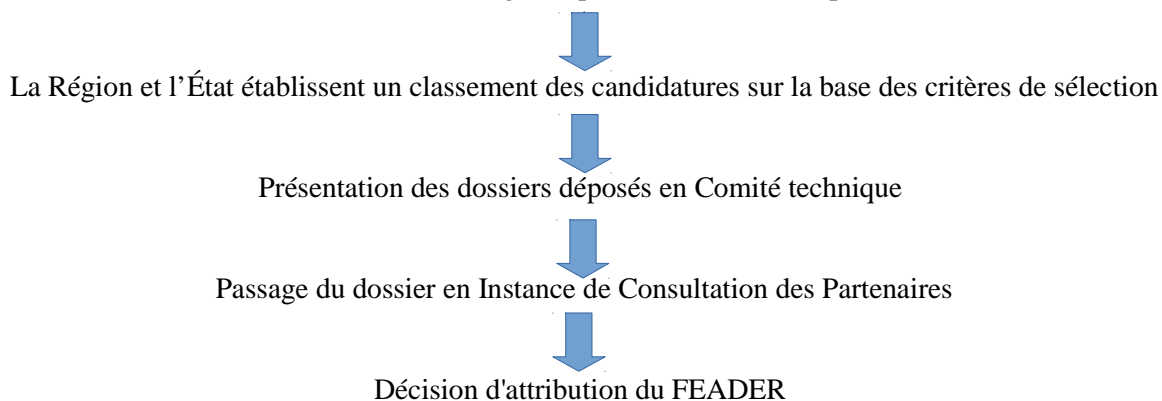 La Région et l’État établissent un classement des candidatures sur la base des critères de sélection
Présentation des dossiers déposés en Comité technique
Passage du dossier en Instance de Consultation des Partenaires
Décision d'attribution du FEADER